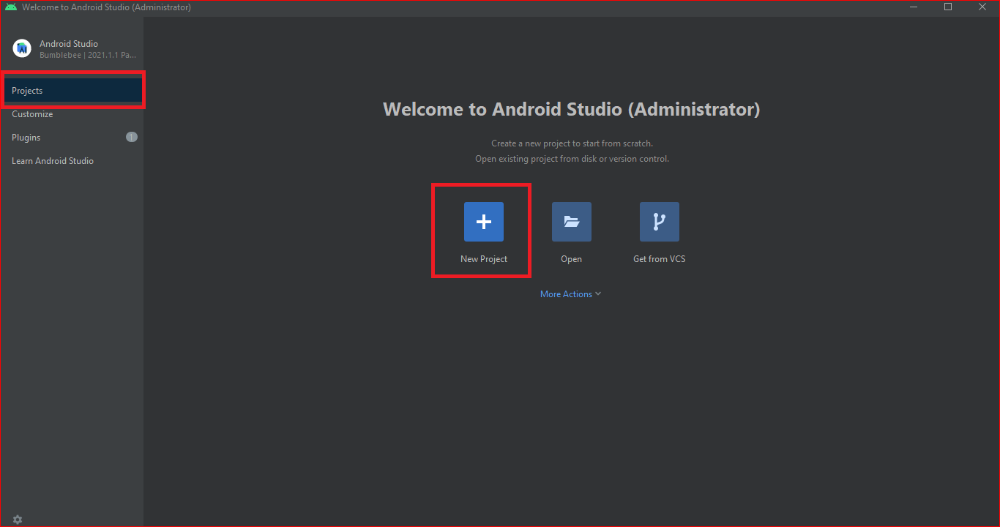 Welcome to Android Studio (Administrator)
Android Studio
Bumblebee | 2021.1.1 Pa...
Projects
Customize
Plugins 1
Learn Android Studio
Welcome to Android Studio (Administrator)
Create a new project to start from scratch.
Open existing project from disk or version control.
New Project Open Get from VCS
More Actions